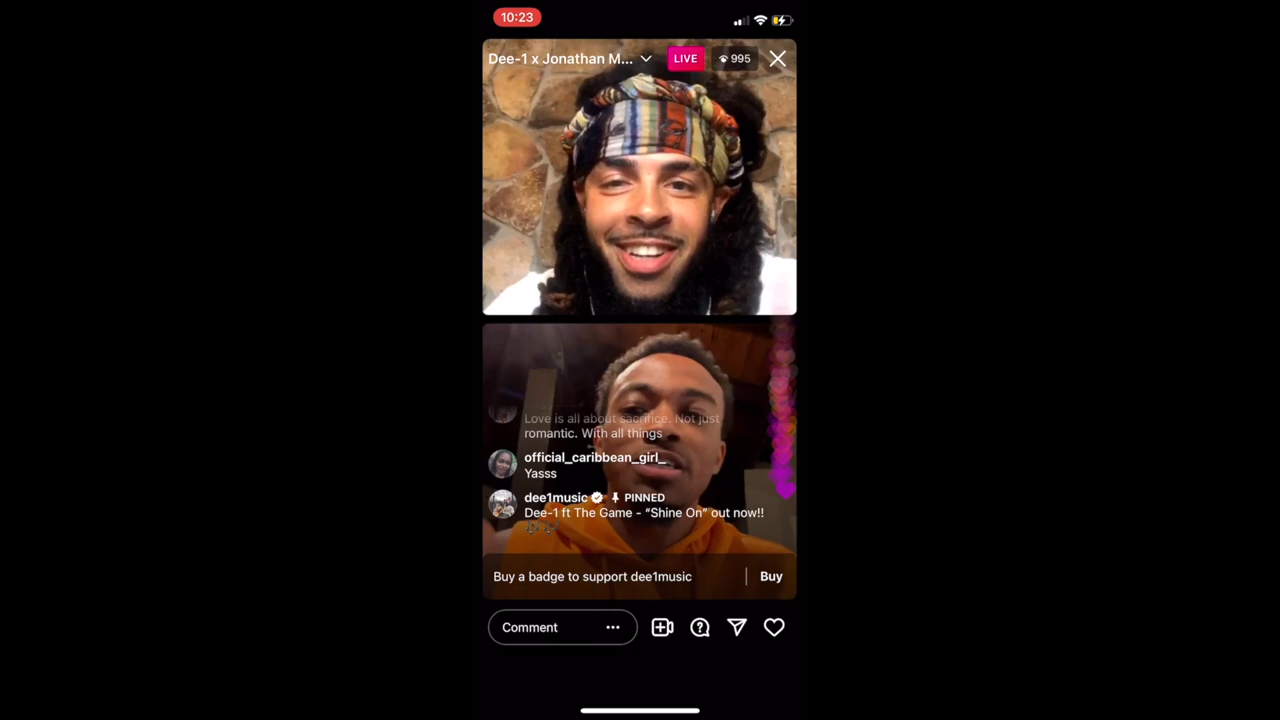 10:23
Dee-1 x Jonathan M...
LIVE
995
Love is all about sacrifice. Not just
romantic. With all things
official_caribbean_girl_
Yasss
dee1music PINNED
Dee-1 ft The Game - “Shine On” out now!!
Buy a badge to support dee1music
Buy
Comment